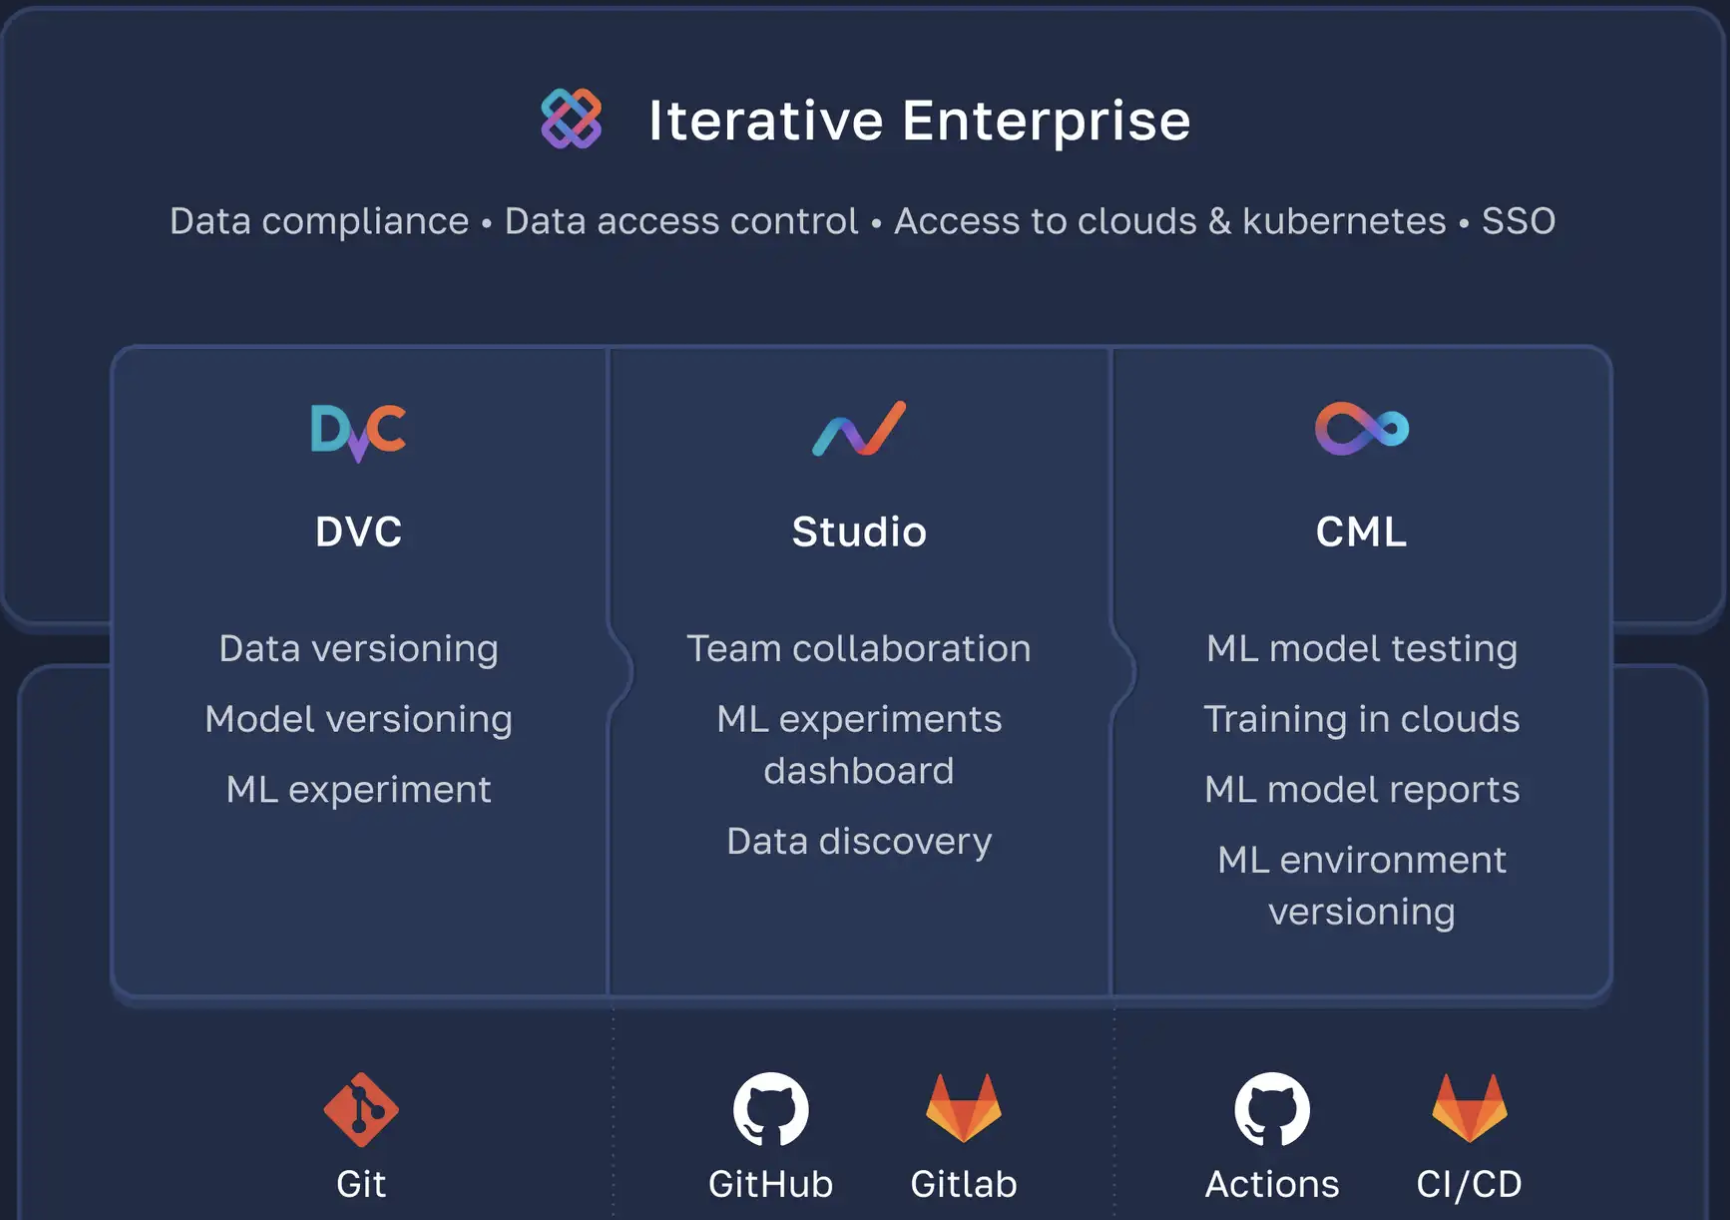 Iterative Enterprise
Data compliance • Data access control • Access to clouds & kubernetes • SSO
DVC
DVC
Data versioning
Model versioning
ML experiment
Studio
Team collaboration
ML experiments
dashboard
Data discovery
CML
ML model testing
Training in clouds
ML model reports
ML environment
versioning
Git
GitHub
Gitlab
Actions
CI/CD